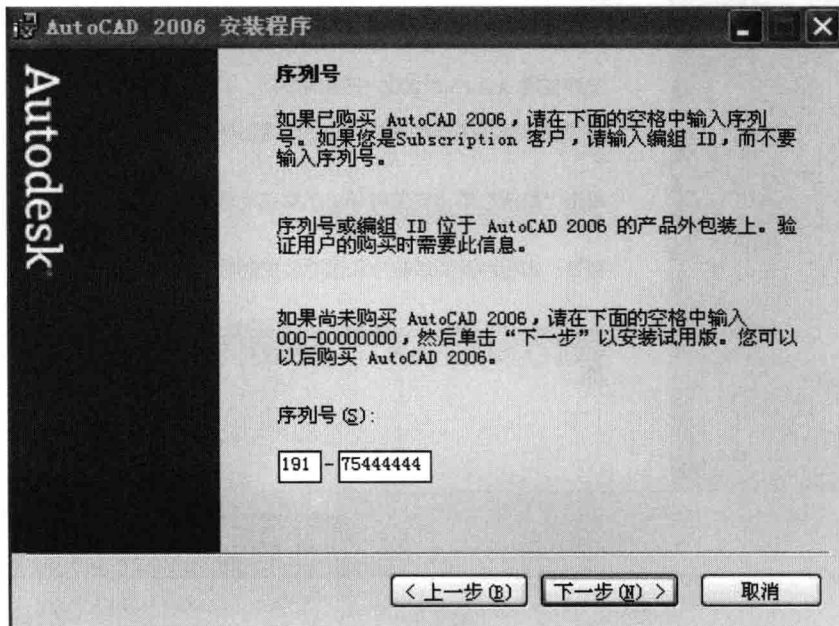 AutoCAD 2006 安装程序
Autodesk
序列号
如果已购买 AutoCAD 2006，请在下面的空格中输入序列
号。如果您是Subscription 客户，请输入编组 ID，而不要
输入序列号。
序列号或编组 ID 位于 AutoCAD 2006 的产品外包装上。验
证用户的购买时需要此信息。
如果尚未购买 AutoCAD 2006，请在下面的空格中输入
000-00000000，然后单击“下一步”以安装试用版。您可以
以后购买 AutoCAD 2006。
序列号(S):
191 - 75444444
< 上一步(B) 下一步(N) > 取消